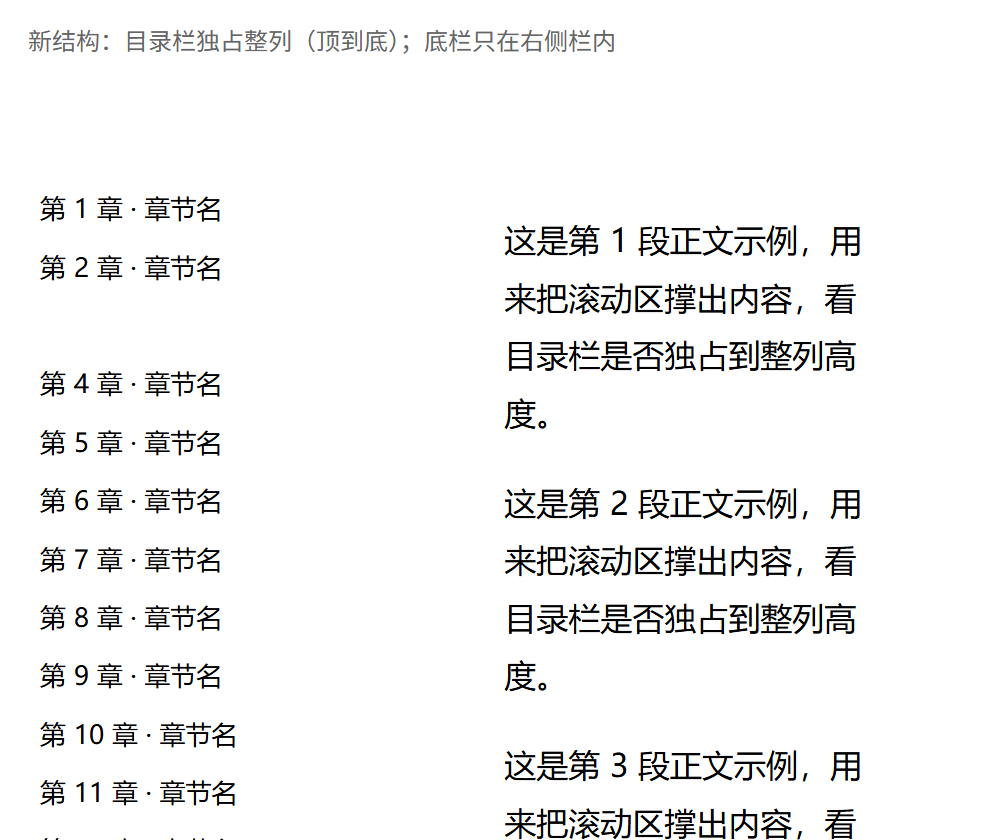 新结构：目录栏独占整列（顶到底）；底栏只在右侧栏内
第 1 章 · 章节名
第 2 章 · 章节名
第 4 章 · 章节名
第 5 章 · 章节名
第 6 章 · 章节名
第 7 章 · 章节名
第 8 章 · 章节名
第 9 章 · 章节名
第 10 章 · 章节名
第 11 章 · 章节名
这是第 1 段正文示例，用
来把滚动区撑出内容，看
目录栏是否独占到整列高
度。
这是第 2 段正文示例，用
来把滚动区撑出内容，看
目录栏是否独占到整列高
度。
这是第 3 段正文示例，用
来把滚动区撑出内容，看